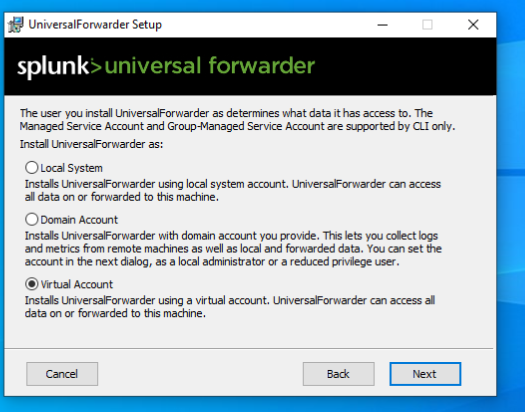 UniversalForwarder Setup
splunk>universal forwarder
The user you install UniversalForwarder as determines what data it has access to. The
Managed Service Account and Group-Managed Service Account are supported by CLI only.
Install UniversalForwarder as:
Local System
Installs UniversalForwarder using local system account. UniversalForwarder can access
all data on or forwarded to this machine.
Domain Account
Installs UniversalForwarder with domain account you provide. This lets you collect logs
and metrics from remote machines as well as local and forwarded data. You can set the
account in the next dialog, as a local administrator or a reduced privilege user.
Virtual Account
Installs UniversalForwarder using a virtual account. UniversalForwarder can access all
data on or forwarded to this machine.
Cancel Back Next